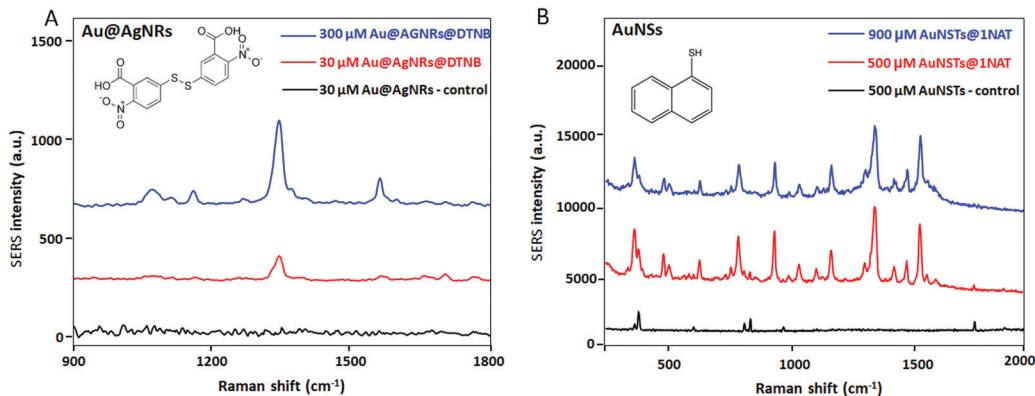 A
Au@AgNRs
1500
1000
500
0
SERS intensity (a.u.)
300 µM Au@AGNRs@DTNB
30 µM Au@AgNRs@DTNB
30 µM Au@AgNRs - control
O
OH
N+
O
O-
S
S
HO
O
O-
N+
O
900
1200
1500
1800
Raman shift (cm-1)
B
AuNSs
20000
15000
10000
5000
0
SERS intensity (a.u.)
900 µM AuNSTs@1NAT
500 µM AuNSTs@1NAT
500 µM AuNSTs - control
SH
500
1000
1500
2000
Raman shift (cm-1)